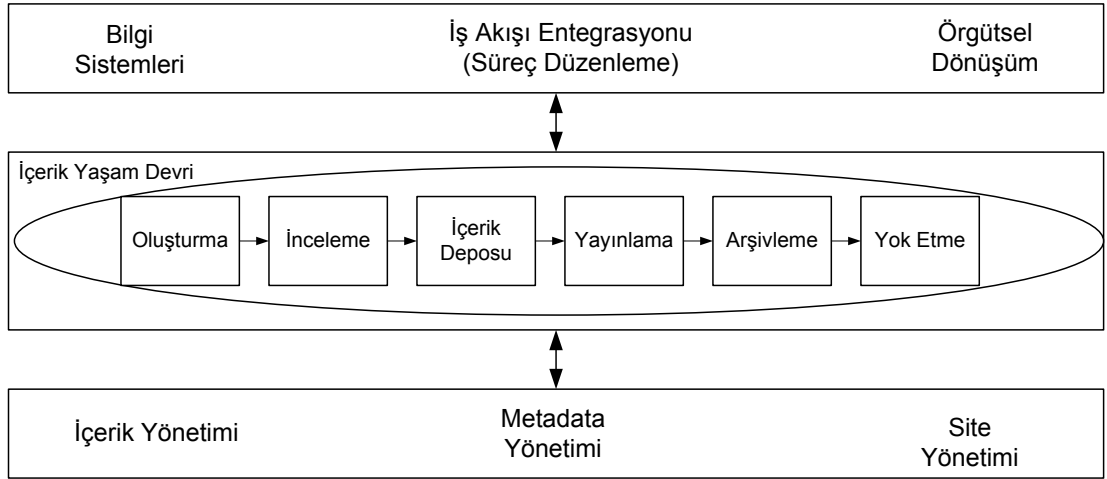 Bilgi
Sistemleri
İş Akışı Entegrasyonu
(Süreç Düzenleme)
Örgütsel
Dönüşüm
İçerik Yaşam Devri
Oluşturma
İnceleme
İçerik
Deposu
Yayınlama
Arşivleme
Yok Etme
İçerik Yönetimi
Metadata
Yönetimi
Site
Yönetimi